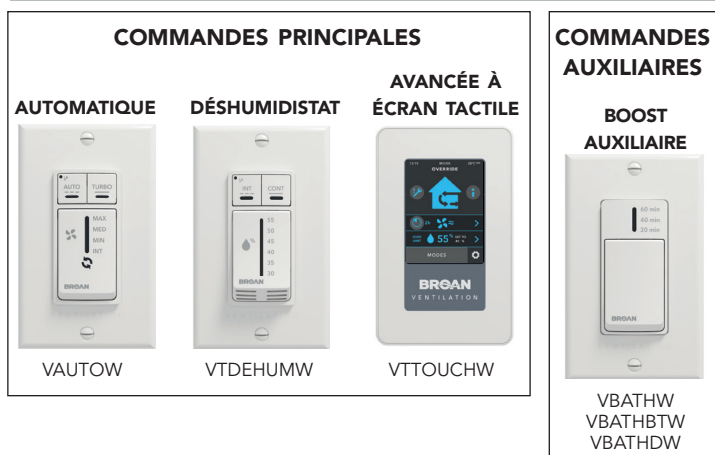 COMMANDES PRINCIPALES
AUTOMATIQUE
AUTO TURBO
MAX
MED
MIN
INT
BROAN
VAUTOW
DÉSHUMIDISTAT
INT CONT
55
50
45
40
35
30
%
BROAN
VTDEHUMW
AVANCÉE À
ÉCRAN TACTILE
OVERRIDE
55%
MODES
BROAN
VENTILATION
VTTOUCHW
COMMANDES
AUXILIAIRES
BOOST
AUXILIAIRE
60 min
40 min
20 min
BROAN
VBATHW
VBATHBTW
VBATHDW